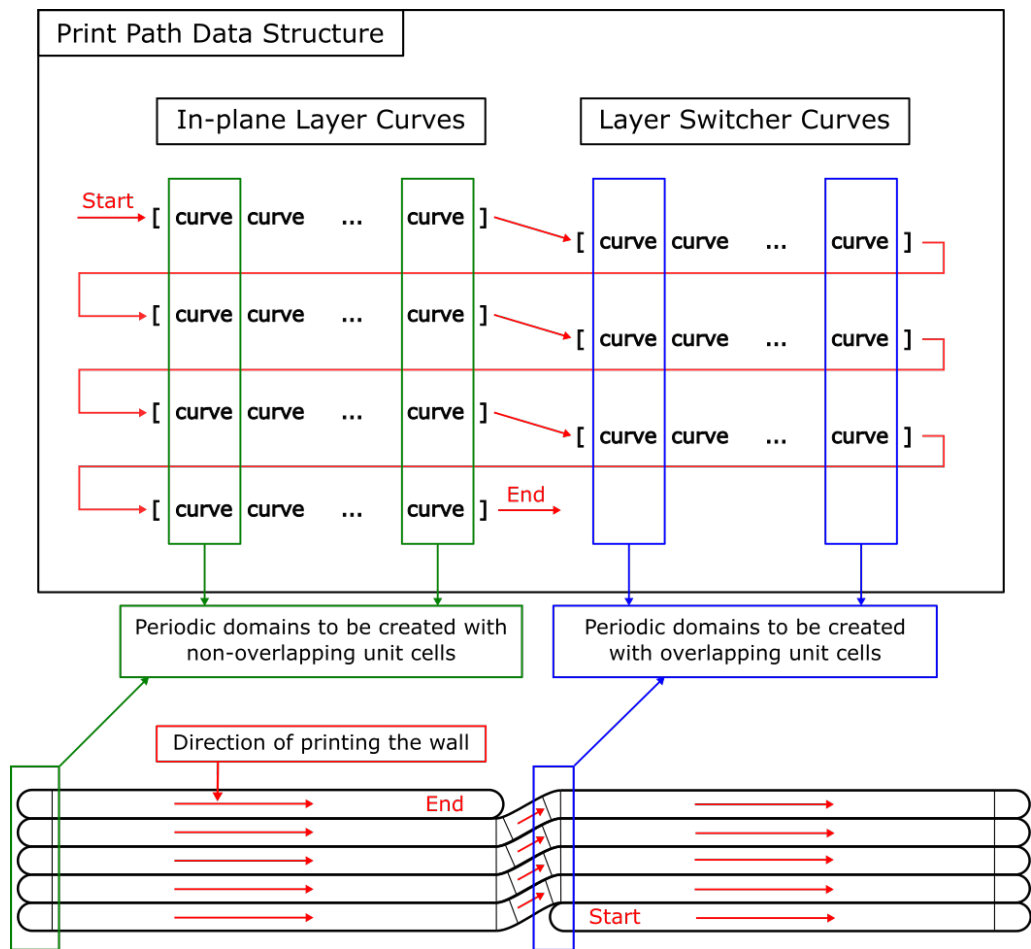 Print Path Data Structure
In-plane Layer Curves
Layer Switcher Curves
Start
[ curve curve ... curve ]
[ curve curve ... curve ]
[ curve curve ... curve ]
[ curve curve ... curve ]
[ curve curve ... curve ]
[ curve curve ... curve ]
End
[ curve curve ... curve ]
Periodic domains to be created with
non-overlapping unit cells
Periodic domains to be created
with overlapping unit cells
Direction of printing the wall
End
Start